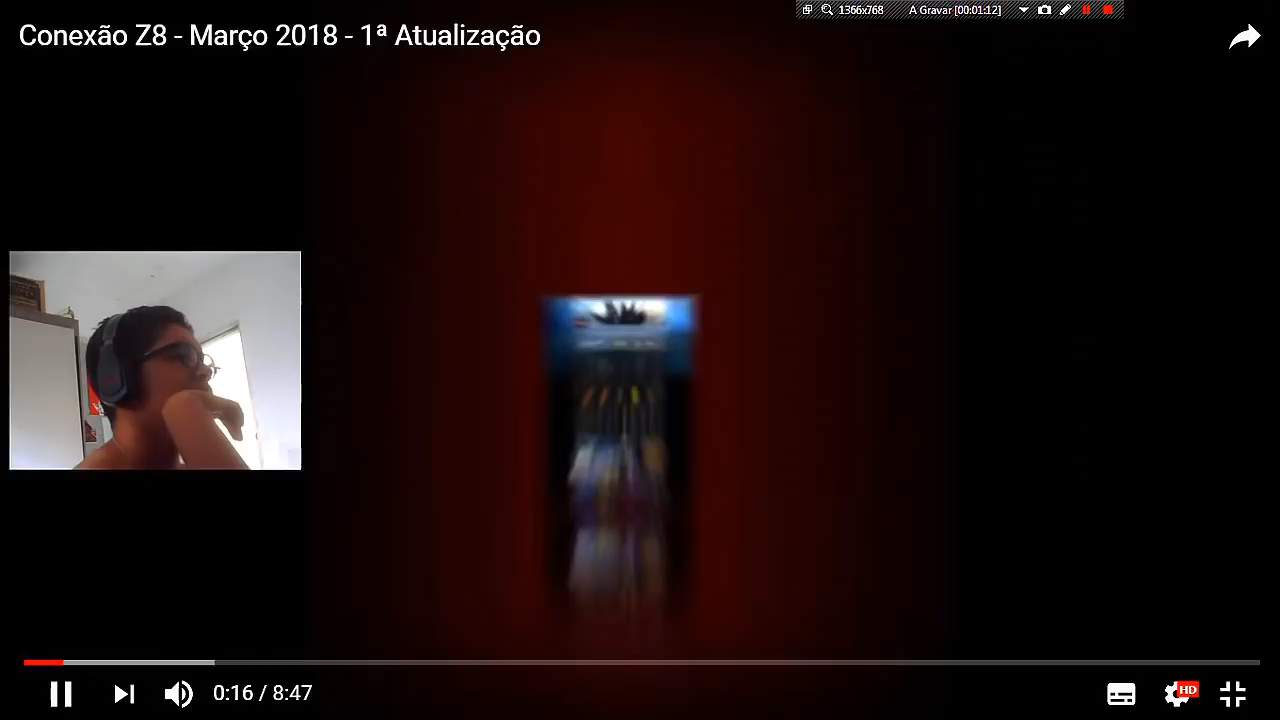 1366x768 A Gravar [00:01:12]
Conexão Z8 - Março 2018 - 1ª Atualização
0:16 / 8:47
HD